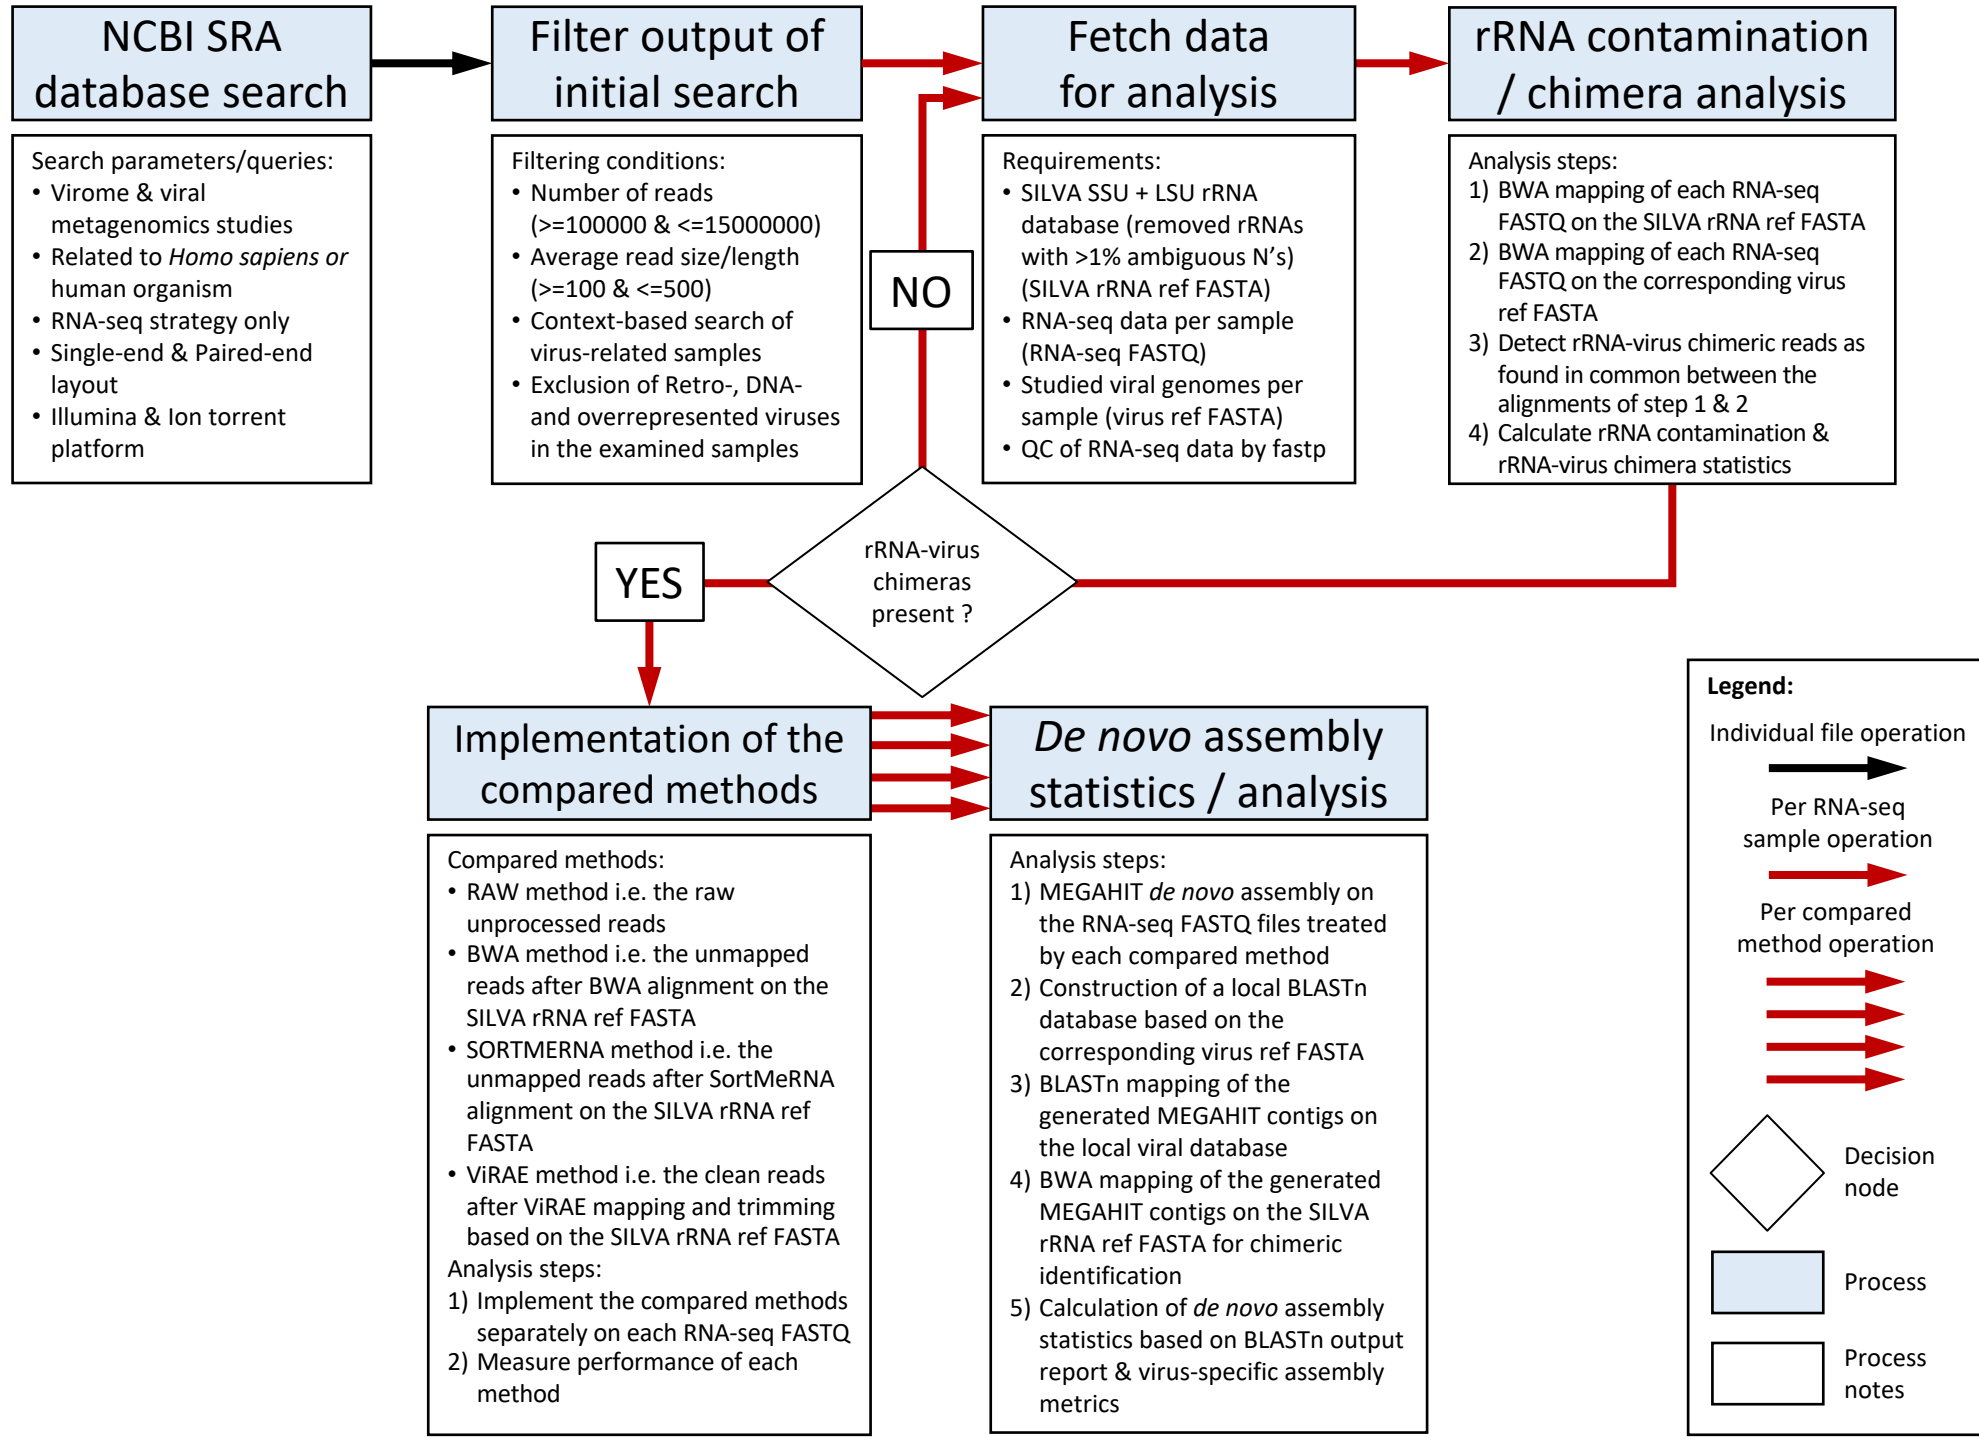 NCBI SRA
database search
Search parameters/queries:
• Virome & viral
metagenomics studies
• Related to Homo sapiens or
human organism
• RNA-seq strategy only
• Single-end & Paired-end
layout
• Illumina & Ion torrent
platform
Filter output of
initial search
Filtering conditions:
• Number of reads
(>=100000 & <=15000000)
• Average read size/length
(>=100 & <=500)
• Context-based search of
virus-related samples
• Exclusion of Retro-, DNA-
and overrepresented viruses
in the examined samples
Fetch data
for analysis
Requirements:
• SILVA SSU + LSU rRNA
database (removed rRNAs
with >1% ambiguous N's)
(SILVA rRNA ref FASTA)
• RNA-seq data per sample
(RNA-seq FASTQ)
• Studied viral genomes per
sample (virus ref FASTA)
• QC of RNA-seq data by fastp
rRNA contamination
/ chimera analysis
Analysis steps:
1) BWA mapping of each RNA-seq
FASTQ on the SILVA rRNA ref FASTA
2) BWA mapping of each RNA-seq
FASTQ on the corresponding virus
ref FASTA
3) Detect rRNA-virus chimeric reads as
found in common between the
alignments of step 1 & 2
4) Calculate rRNA contamination &
rRNA-virus chimera statistics
NO
rRNA-virus
chimeras
present ?
YES
Implementation of the
compared methods
Compared methods:
• RAW method i.e. the raw
unprocessed reads
• BWA method i.e. the unmapped
reads after BWA alignment on the
SILVA rRNA ref FASTA
• SORTMERNA method i.e. the
unmapped reads after SortMeRNA
alignment on the SILVA rRNA ref
FASTA
• ViRAE method i.e. the clean reads
after ViRAE mapping and trimming
based on the SILVA rRNA ref FASTA
Analysis steps:
1) Implement the compared methods
separately on each RNA-seq FASTQ
2) Measure performance of each
method
De novo assembly
statistics / analysis
Analysis steps:
1) MEGAHIT de novo assembly on
the RNA-seq FASTQ files treated
by each compared method
2) Construction of a local BLASTn
database based on the
corresponding virus ref FASTA
3) BLASTn mapping of the
generated MEGAHIT contigs on
the local viral database
4) BWA mapping of the generated
MEGAHIT contigs on the SILVA
rRNA ref FASTA for chimeric
identification
5) Calculation of de novo assembly
statistics based on BLASTn output
report & virus-specific assembly
metrics
Legend:
Individual file operation
Per RNA-seq
sample operation
Per compared
method operation
Decision
node
Process
Process
notes